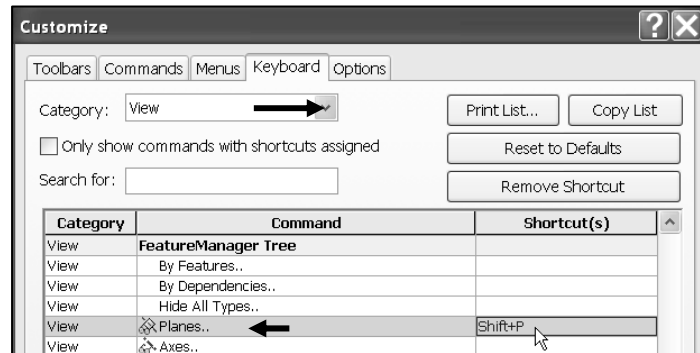 Customize
Toolbars Commands Menus Keyboard Options
Category: View Print List... Copy List
Only show commands with shortcuts assigned Reset to Defaults
Search for: Remove Shortcut
Category Command Shortcut(s)
View FeatureManager Tree
View By Features..
View By Dependencies..
View Hide All Types..
View Planes.. Shift+P
View Axes..